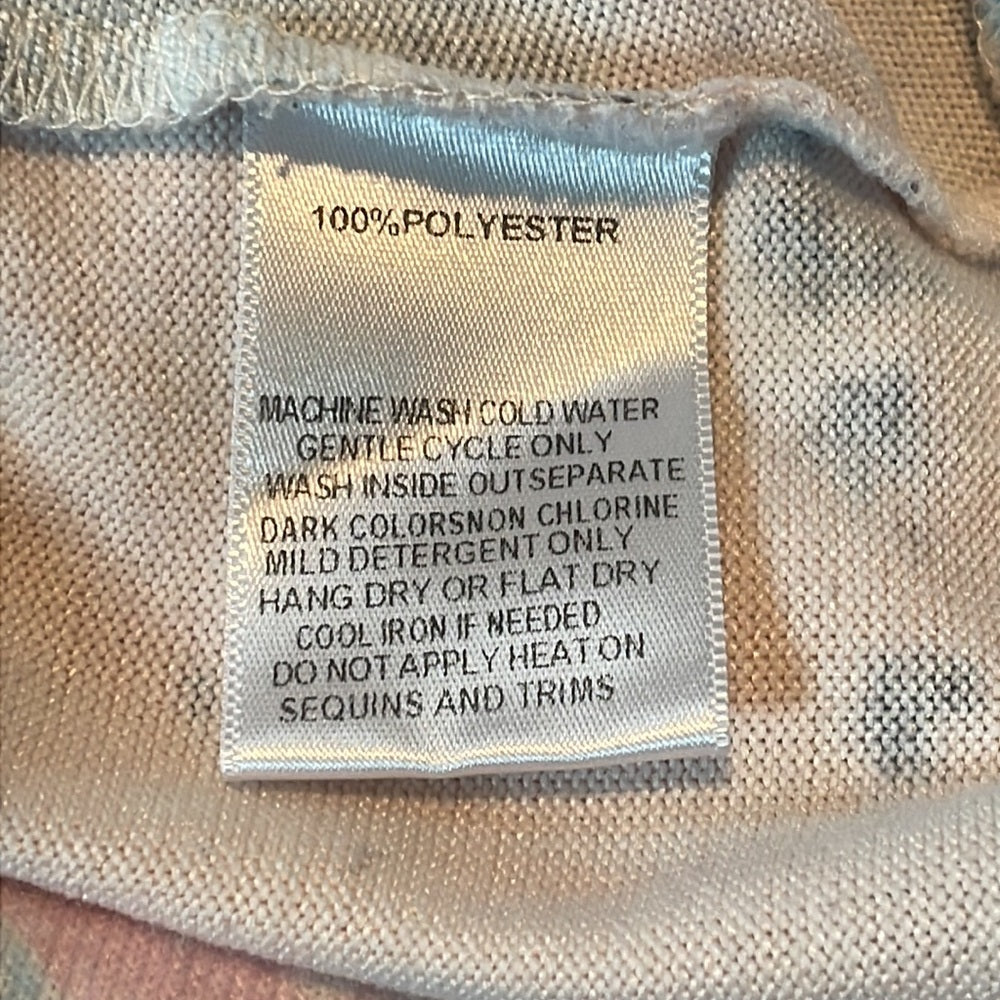 100%POLYESTER
MACHINE WASH COLD WATER
GENTLE CYCLE ONLY
WASH INSIDE OUTSEPARATE
DARK COLORSNON CHLORINE
MILD DETERGENT ONLY
HANG DRY OR FLAT DRY
COOL IRON IF NEEDED
DO NOT APPLY HEAT ON
SEQUINS AND TRIMS